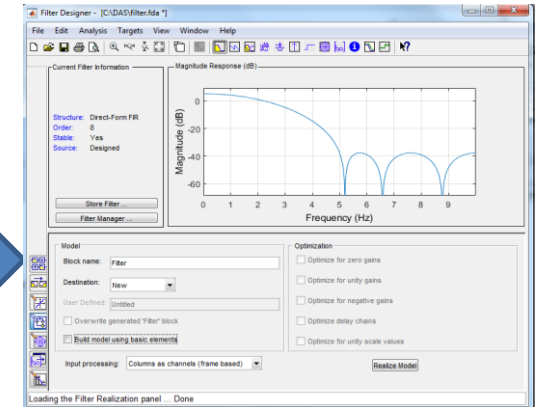 Filter Designer - [C:\DAS\filter.fda *]
File Edit Analysis Targets View Window Help
Current Filter Information
Structure: Direct-Form FIR
Order: 8
Stable: Yes
Source: Designed
Store Filter ...
Filter Manager ...
Magnitude Response (dB)
Magnitude (dB)
0
-20
-40
-60
0 1 2 3 4 5 6 7 8 9
Frequency (Hz)
Model
Block name: Filter
Destination: New
User Defined: Untitled
Overwrite generated 'Filter' block
Build model using basic elements
Input processing: Columns as channels (frame based)
Optimization
Optimize for zero gains
Optimize for unity gains
Optimize for negative gains
Optimize delay chains
Optimize for unity scale values
Realize Model
Loading the Filter Realization panel ... Done